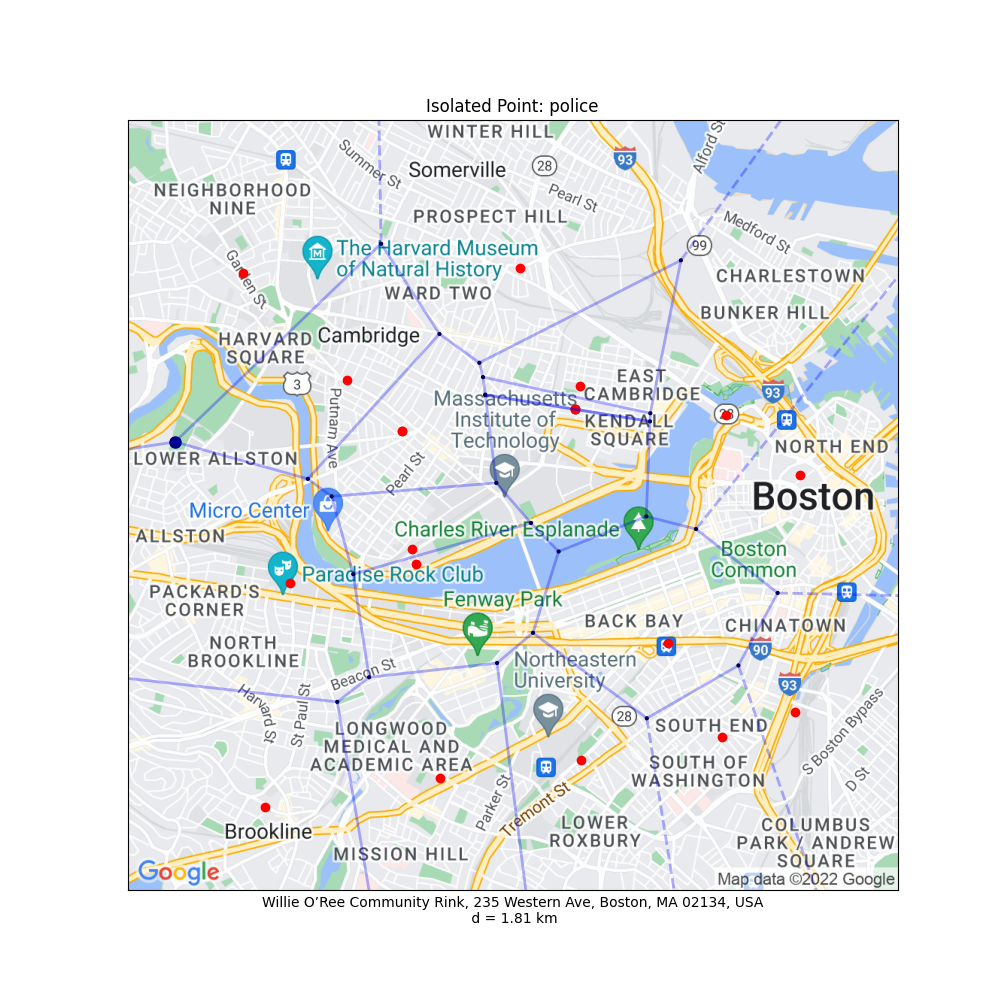 Isolated Point: police
WINTER HILL
Somerville
28
93
Alford St
Summer St
NEIGHBORHOOD
NINE
Pearl St
PROSPECT HILL
Medford St
99
The Harvard Museum
of Natural History
Garden St
WARD TWO
CHARLESTOWN
BUNKER HILL
HARVARD
SQUARE
Cambridge
3
Putnam Ave
EAST
CAMBRIDGE
93
Massachusetts
Institute of
Technology
KENDALL
SQUARE
28
NORTH END
LOWER ALLSTON
Pearl St
Boston
Micro Center
Charles River Esplanade
ALLSTON
Boston
Common
Paradise Rock Club
PACKARD'S
CORNER
Fenway Park
BACK BAY
CHINATOWN
NORTH
BROOKLINE
90
Beacon St
Northeastern
University
93
Harvard St
St Paul St
28
SOUTH END
S Boston Bypass
LONGWOOD
MEDICAL AND
ACADEMIC AREA
SOUTH OF
WASHINGTON
D St
Parker St
Tremont St
Brookline
LOWER
ROXBURY
COLUMBUS
PARK / ANDREW
SQUARE
MISSION HILL
Google
Map data ©2022 Google
Willie O’Ree Community Rink, 235 Western Ave, Boston, MA 02134, USA
d = 1.81 km